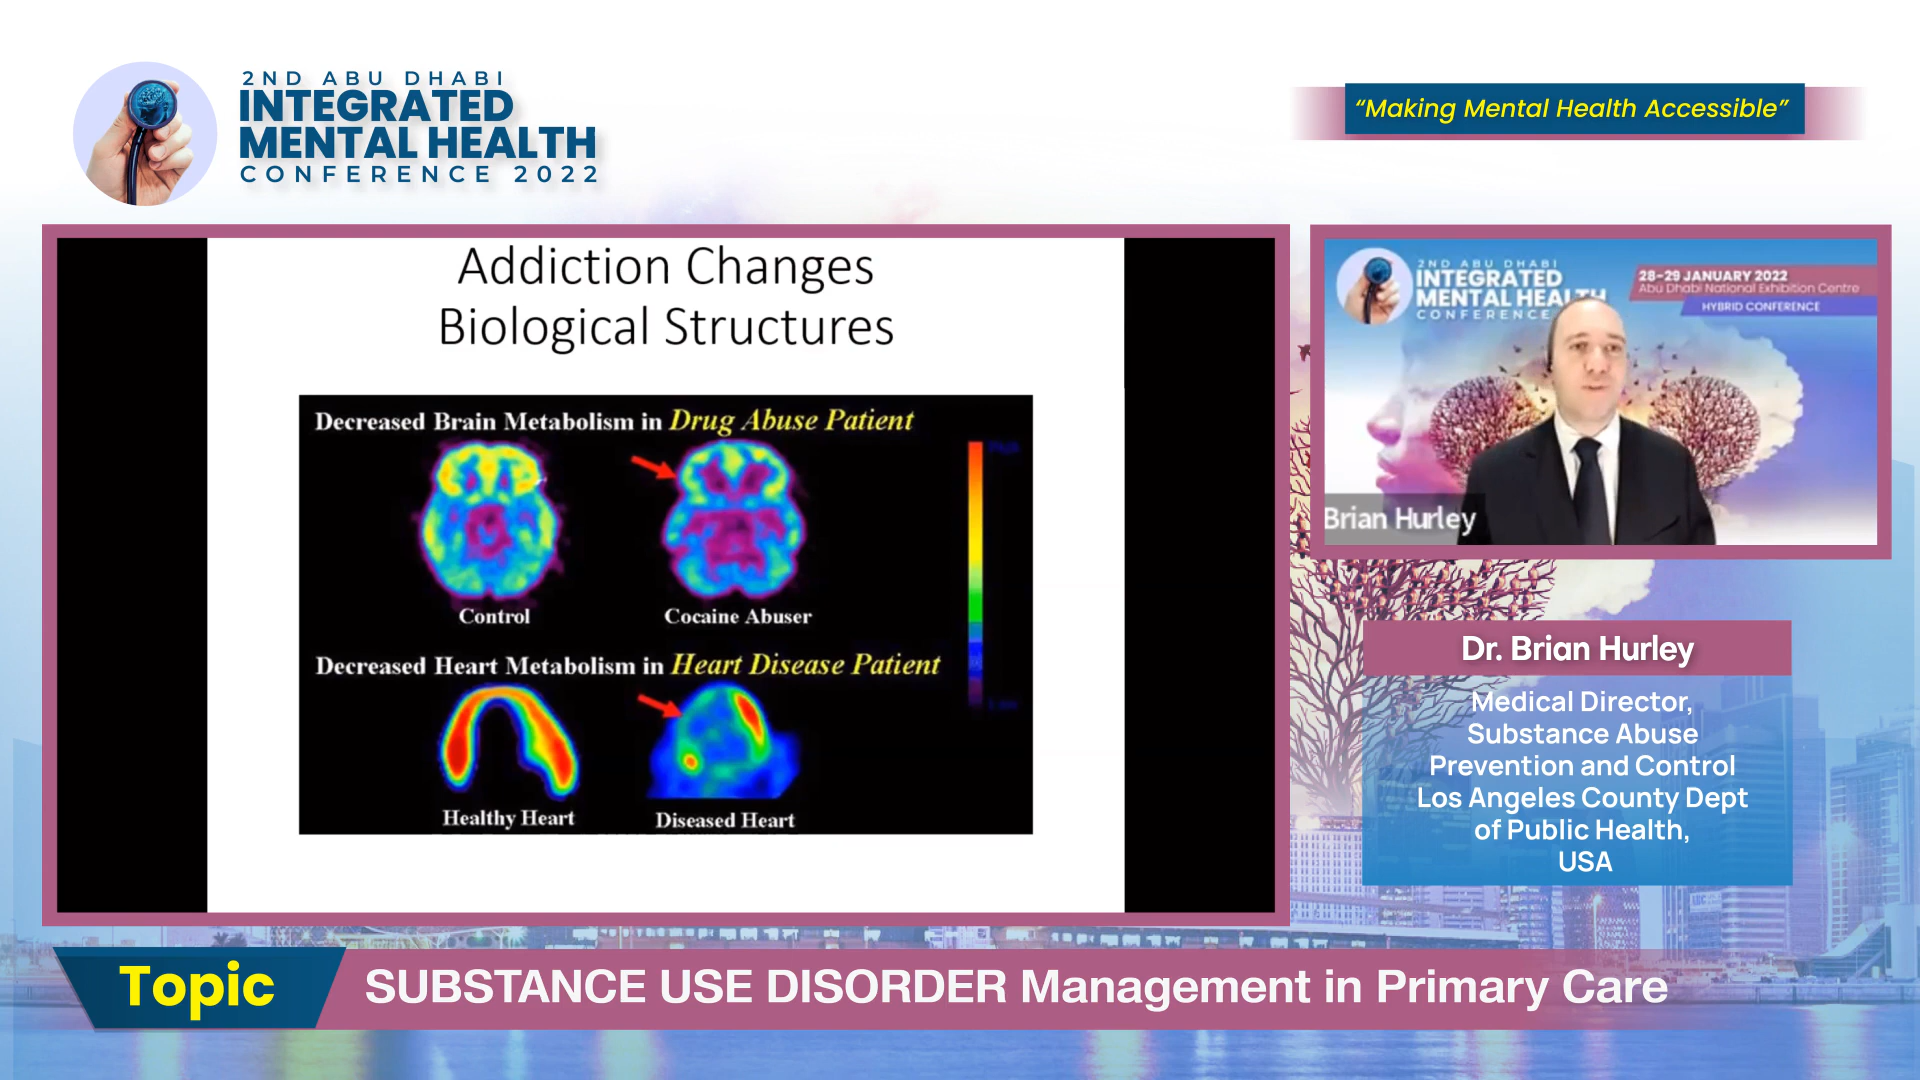 2ND ABU DHABI
INTEGRATED
MENTAL HEALTH
CONFERENCE 2022
“Making Mental Health Accessible”
Addiction Changes
Biological Structures
Decreased Brain Metabolism in Drug Abuse Patient
Control
Cocaine Abuser
Decreased Heart Metabolism in Heart Disease Patient
Healthy Heart
Diseased Heart
2ND ABU DHABI
INTEGRATED
MENTAL HEALTH
CONFERENCE
28-29 JANUARY 2022
Abu Dhabi National Exhibition Centre
HYBRID CONFERENCE
Brian Hurley
Dr. Brian Hurley
Medical Director,
Substance Abuse
Prevention and Control
Los Angeles County Dept
of Public Health,
USA
Topic
SUBSTANCE USE DISORDER Management in Primary Care